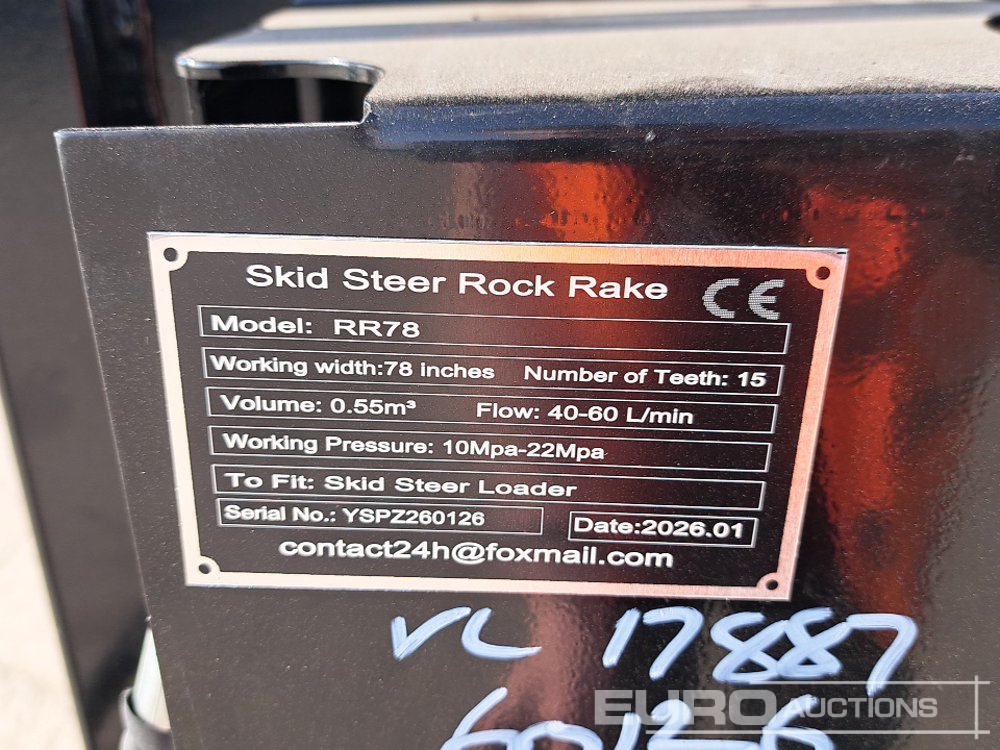 Skid Steer Rock Rake CE
Model: RR78
Working width:78 inches Number of Teeth: 15
Volume: 0.55m³ Flow: 40-60 L/min
Working Pressure: 10Mpa-22Mpa
To Fit: Skid Steer Loader
Serial No.: YSPZ260126 Date:2026.01
contact24h@foxmail.com
VL 17887
60126
EURO AUCTIONS